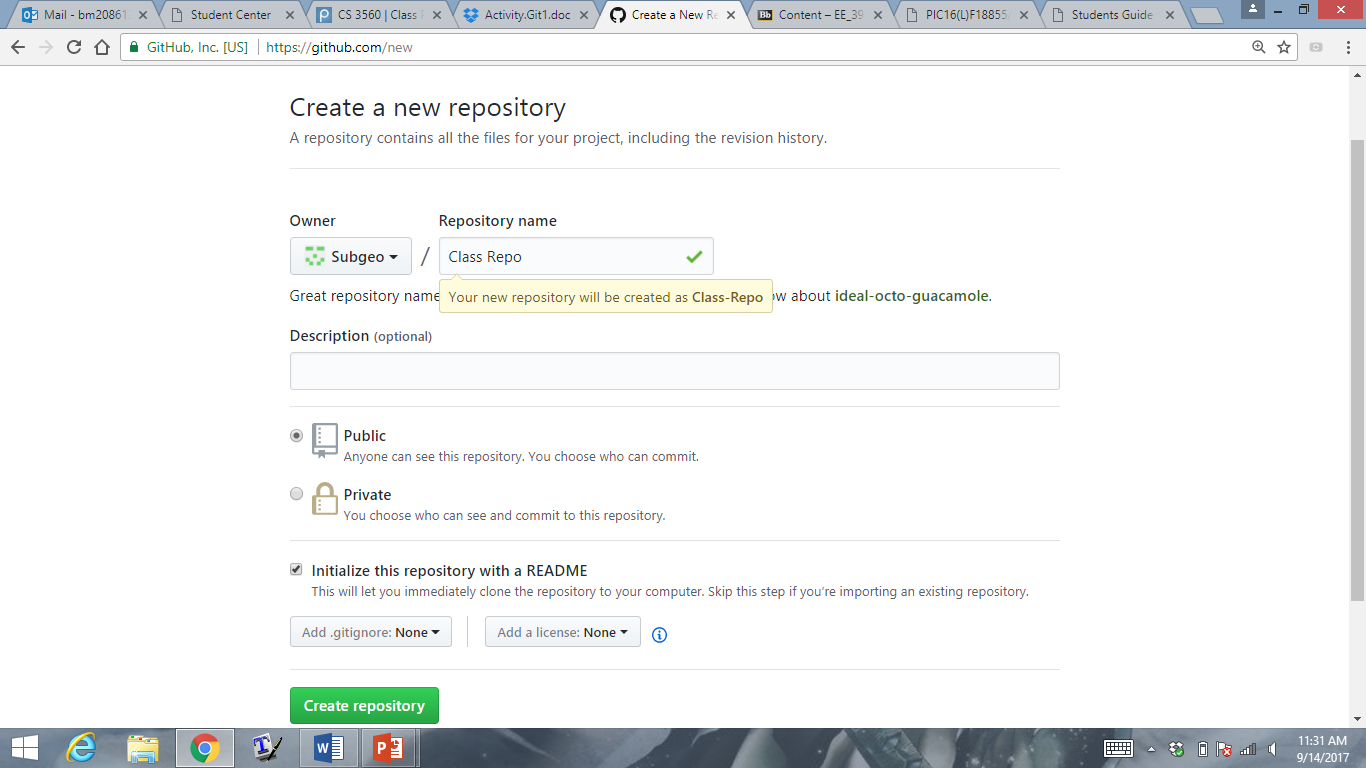 Mail - bm20861
Student Center
CS 3560 | Class
Activity.Git1.doc
Create a New Re
Content – EE_39
PIC16(L)F18855
Students Guide
GitHub, Inc. [US] https://github.com/new
Create a new repository
A repository contains all the files for your project, including the revision history.
Owner Repository name
Subgeo / Class Repo
Your new repository will be created as Class-Repo
Great repository name ow about ideal-octo-guacamole.
Description (optional)
Public
Anyone can see this repository. You choose who can commit.
Private
You choose who can see and commit to this repository.
Initialize this repository with a README
This will let you immediately clone the repository to your computer. Skip this step if you're importing an existing repository.
Add .gitignore: None Add a license: None
Create repository
11:31 AM
9/14/2017